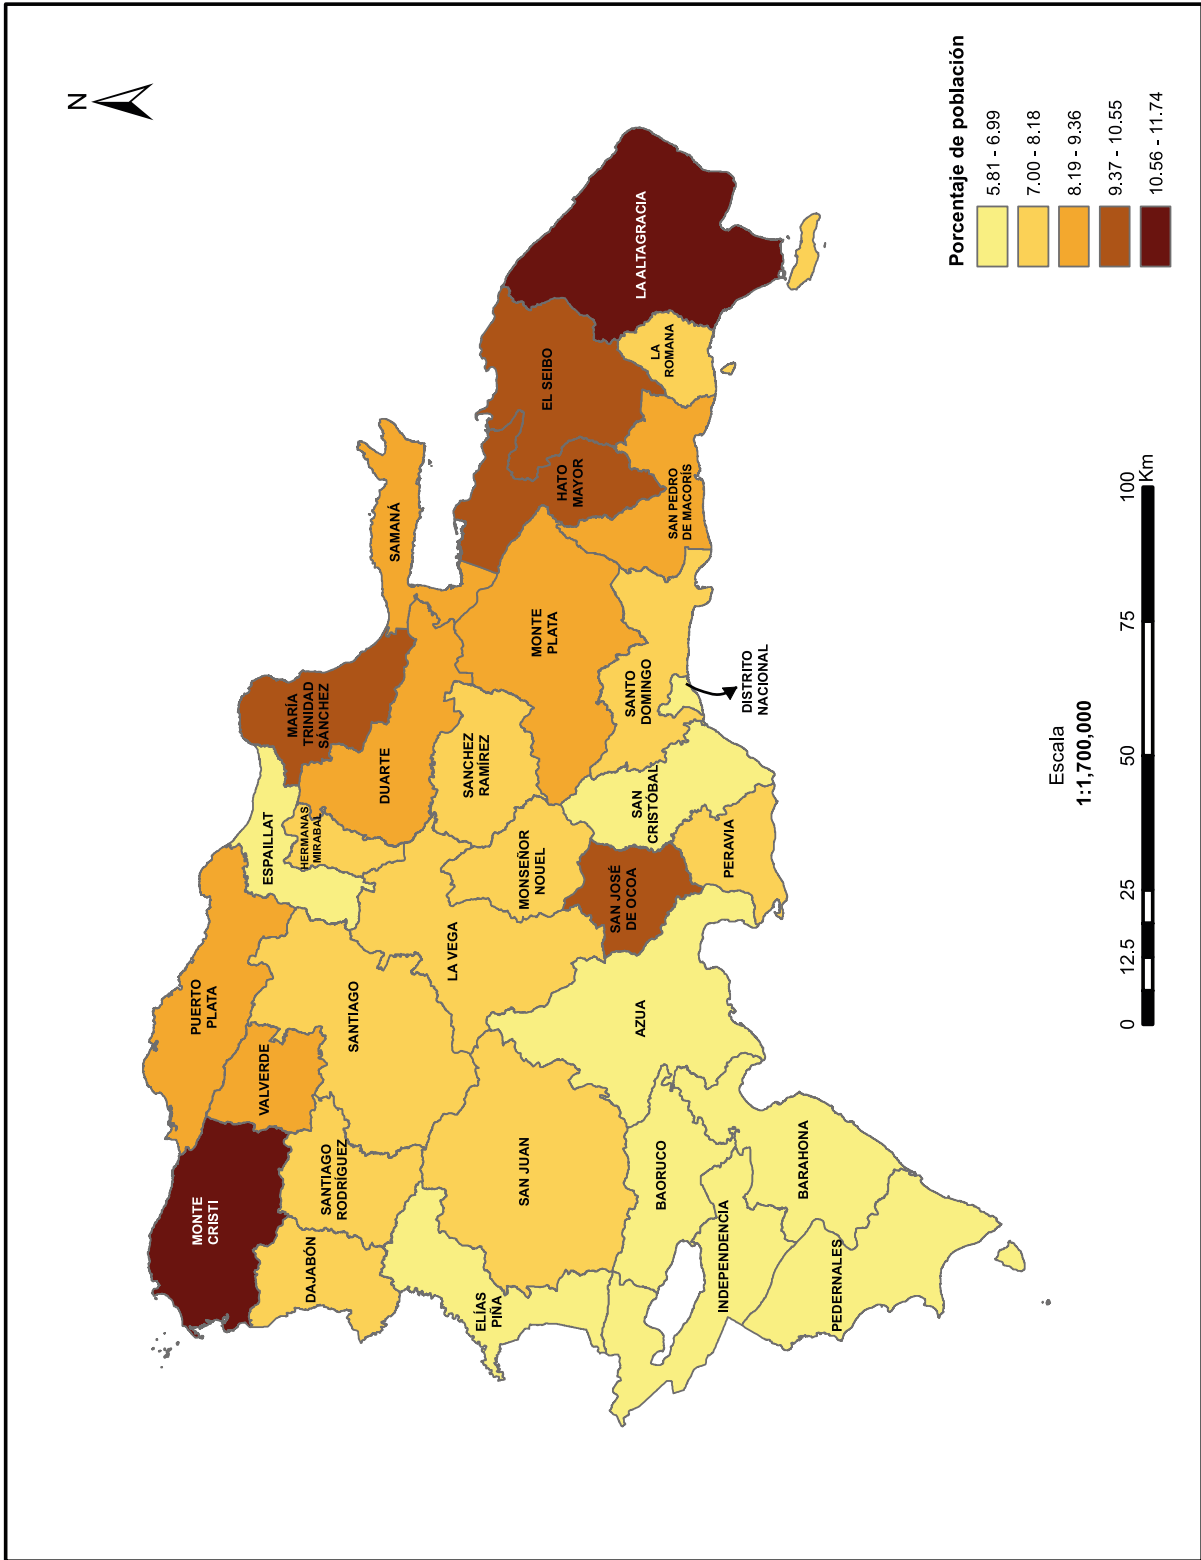 N
MONTE
CRISTI
PUERTO
PLATA
VALVERDE
ESPAILLAT
MARÍA
TRINIDAD
SÁNCHEZ
DAJABÓN
SANTIAGO
RODRÍGUEZ
SANTIAGO
HERMANAS
MIRABAL
DUARTE
SAMANÁ
ELÍAS
PIÑA
SAN JUAN
LA VEGA
SANCHEZ
RAMÍREZ
MONSEÑOR
NOUEL
MONTE
PLATA
HATO
MAYOR
EL SEIBO
LA ALTAGRACIA
LA
ROMANA
SAN PEDRO
DE MACORÍS
SANTO
DOMINGO
DISTRITO
NACIONAL
SAN
CRISTÓBAL
SAN JOSÉ
DE OCOA
PERAVIA
AZUA
BAORUCO
INDEPENDENCIA
BARAHONA
PEDERNALES
Porcentaje de población
5.81 - 6.99
7.00 - 8.18
8.19 - 9.36
9.37 - 10.55
10.56 - 11.74
Escala
1:1,700,000
0 12.5 25 50 75 100
Km